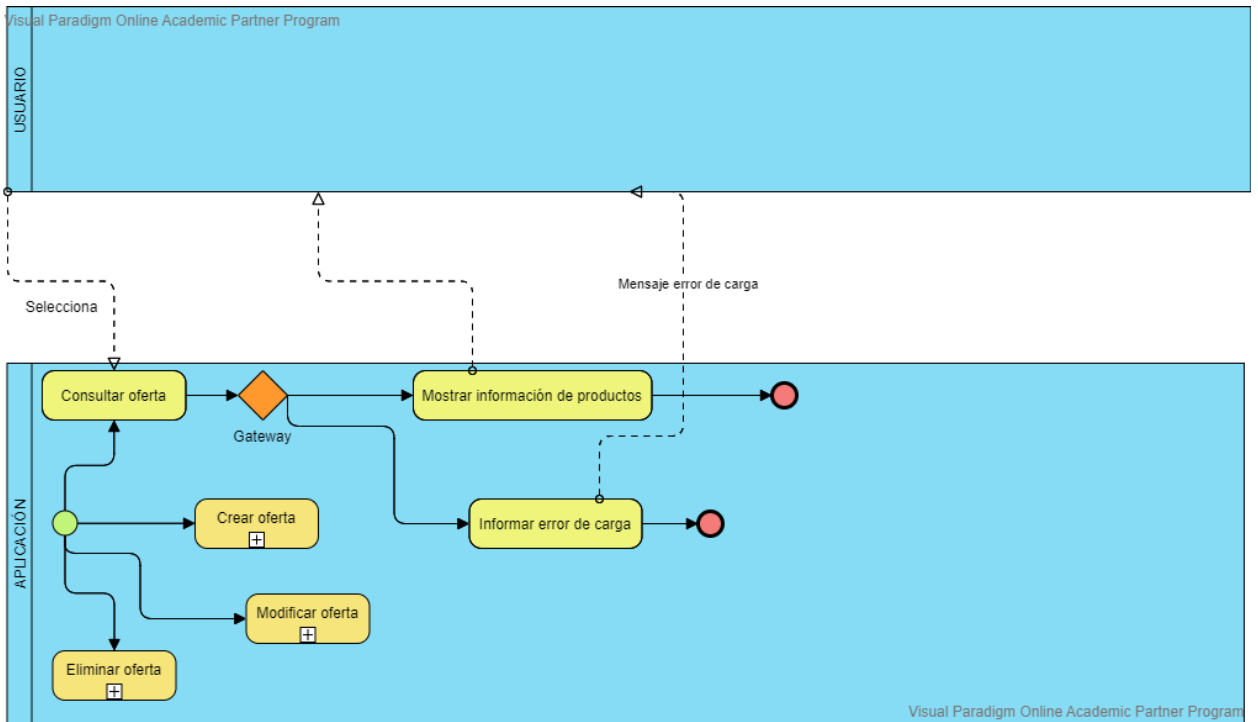 Visual Paradigm Online Academic Partner Program
USUARIO
Selecciona
Mensaje error de carga
APLICACIÓN
Consultar oferta
Gateway
Mostrar información de productos
Crear oferta
Informar error de carga
Modificar oferta
Eliminar oferta
Visual Paradigm Online Academic Partner Program